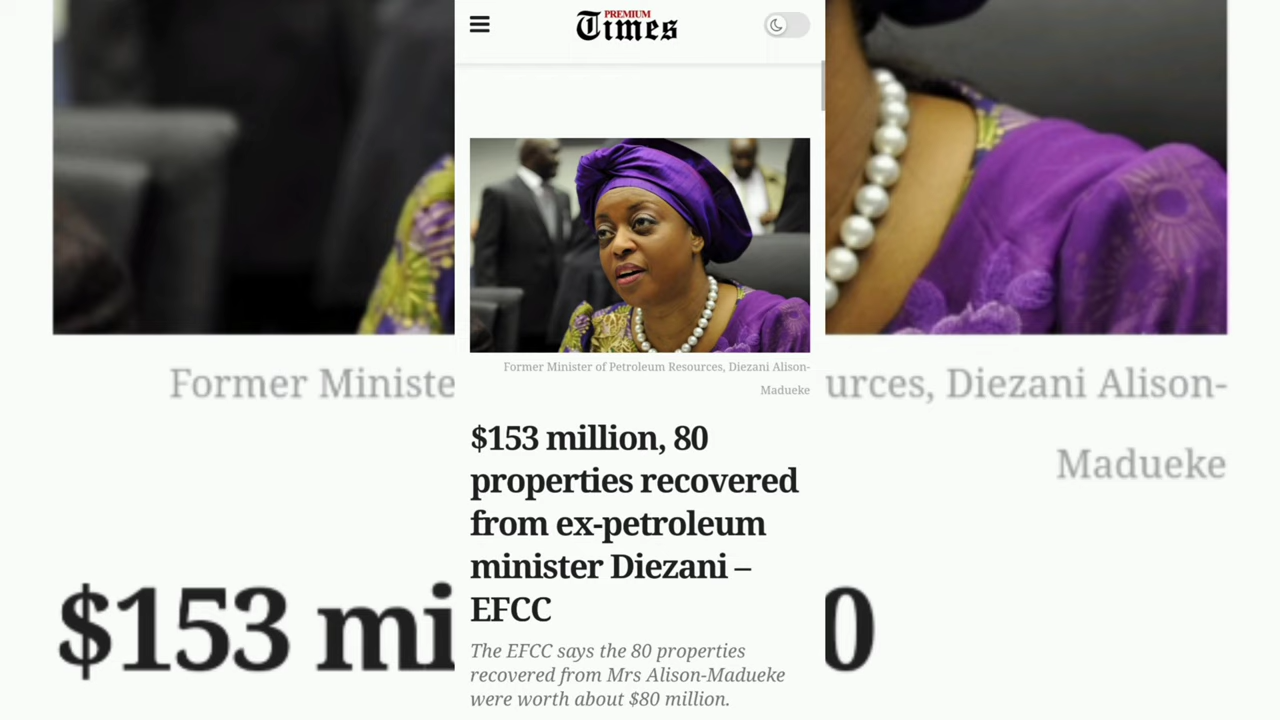 PREMIUM
Times
Former Minister of Petroleum Resources, Diezani Alison-
Madueke
$153 million, 80
properties recovered
from ex-petroleum
minister Diezani –
EFCC
The EFCC says the 80 properties
recovered from Mrs Alison-Madueke
were worth about $80 million.
Former Ministe
urces, Diezani Alison-
Madueke
$153 mi
0